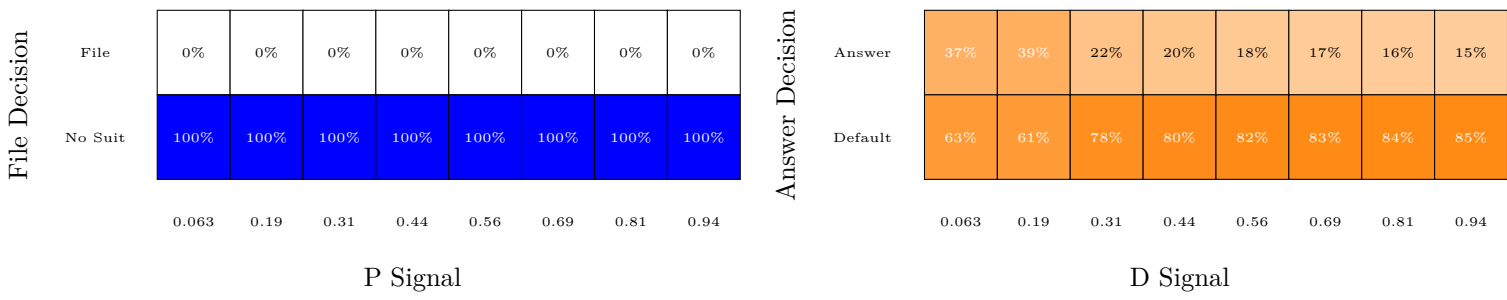 File Decision
File 0% 0% 0% 0% 0% 0% 0% 0%
No Suit 100% 100% 100% 100% 100% 100% 100% 100%
0.063 0.19 0.31 0.44 0.56 0.69 0.81 0.94
P Signal
Answer Decision
Answer 37% 39% 22% 20% 18% 17% 16% 15%
Default 63% 61% 78% 80% 82% 83% 84% 85%
0.063 0.19 0.31 0.44 0.56 0.69 0.81 0.94
D Signal